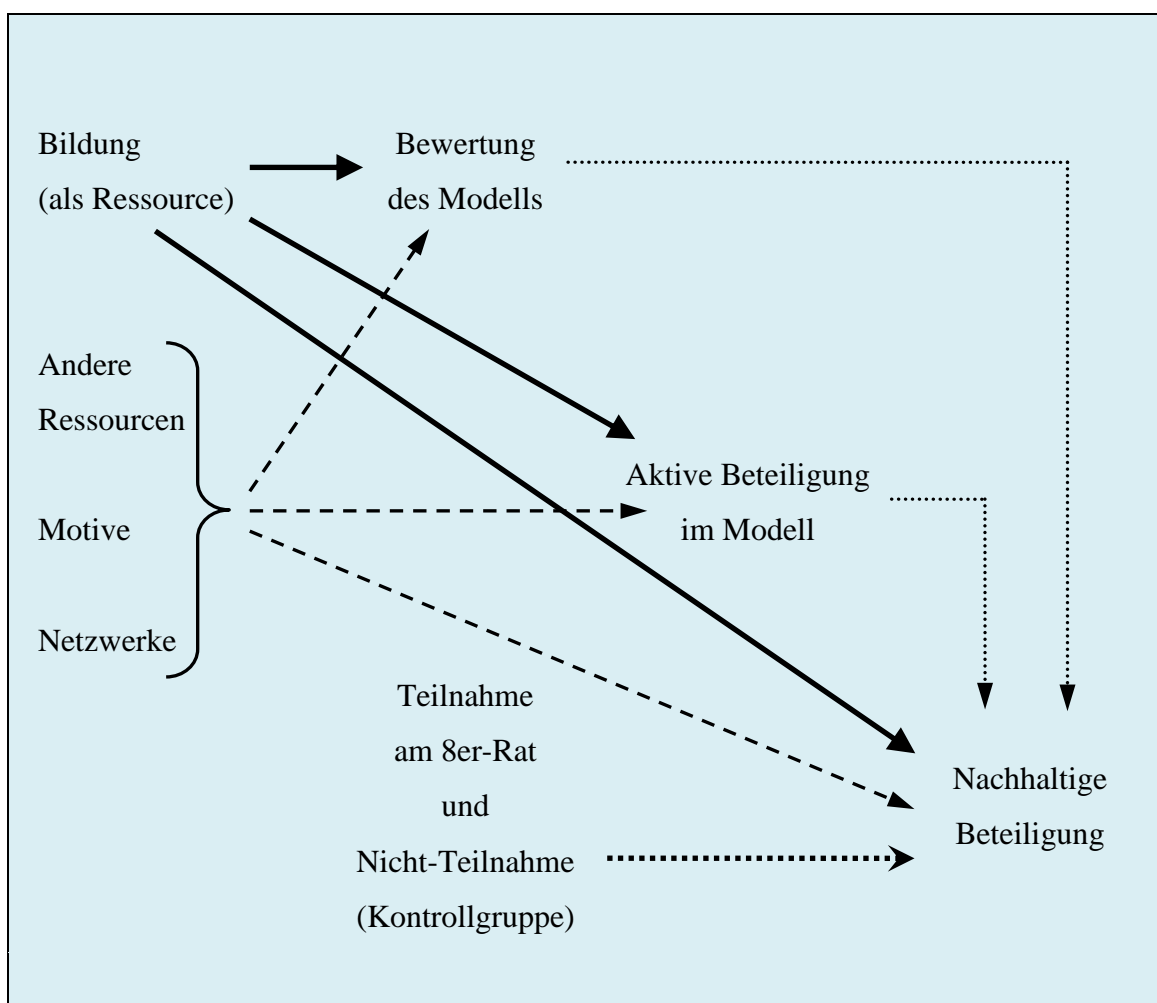 Bildung
(als Ressource)
Bewertung
des Modells
Andere
Ressourcen
Motive
Netzwerke
Aktive Beteiligung
im Modell
Teilnahme
am 8er-Rat
und
Nicht-Teilnahme
(Kontrollgruppe)
Nachhaltige
Beteiligung